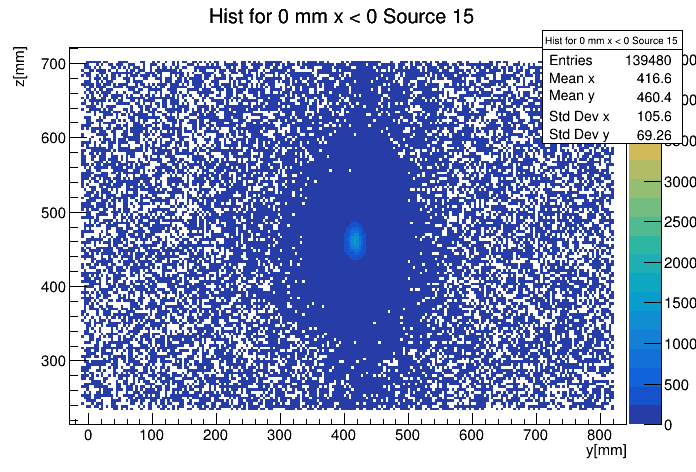 Hist for 0 mm x < 0 Source 15
Hist for 0 mm x < 0 Source 15
Entries 139480
Mean x 416.6
Mean y 460.4
Std Dev x 105.6
Std Dev y 69.26
z[mm]
700
600
500
400
300
0 100 200 300 400 500 600 700 800
y[mm]
3000
2500
2000
1500
1000
500
0